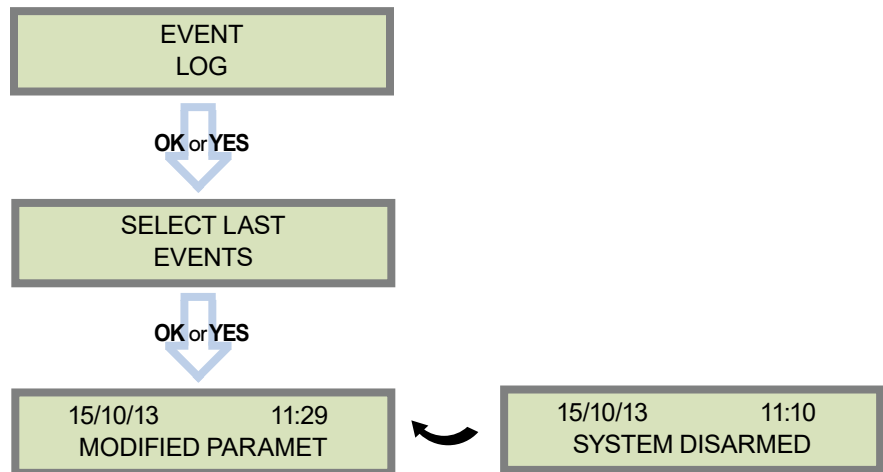 EVENT
LOG
OK or YES
SELECT LAST
EVENTS
OK or YES
15/10/13 11:29
MODIFIED PARAMET
15/10/13 11:10
SYSTEM DISARMED